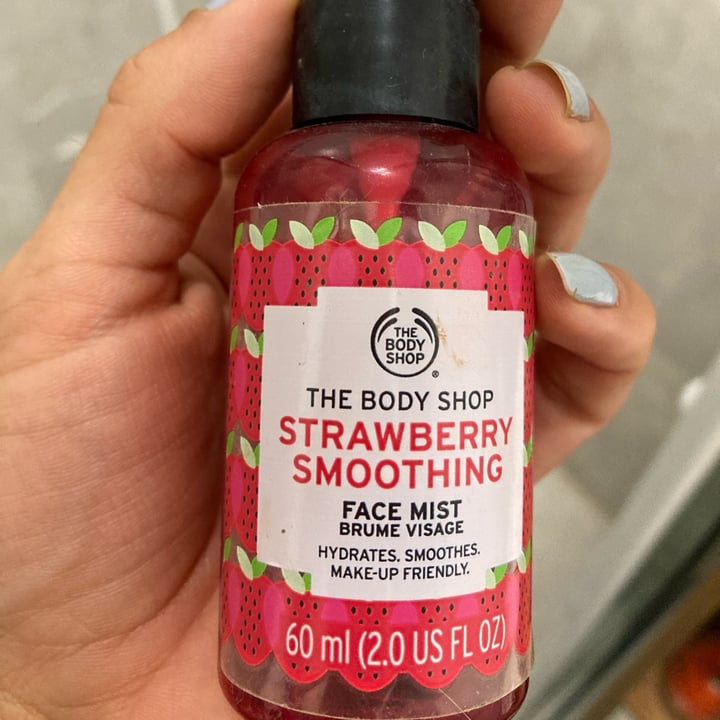 THE
BODY
SHOP
®
THE BODY SHOP
STRAWBERRY
SMOOTHING
FACE MIST
BRUME VISAGE
HYDRATES. SMOOTHES.
MAKE-UP FRIENDLY.
60 ml (2.0 US FL OZ)